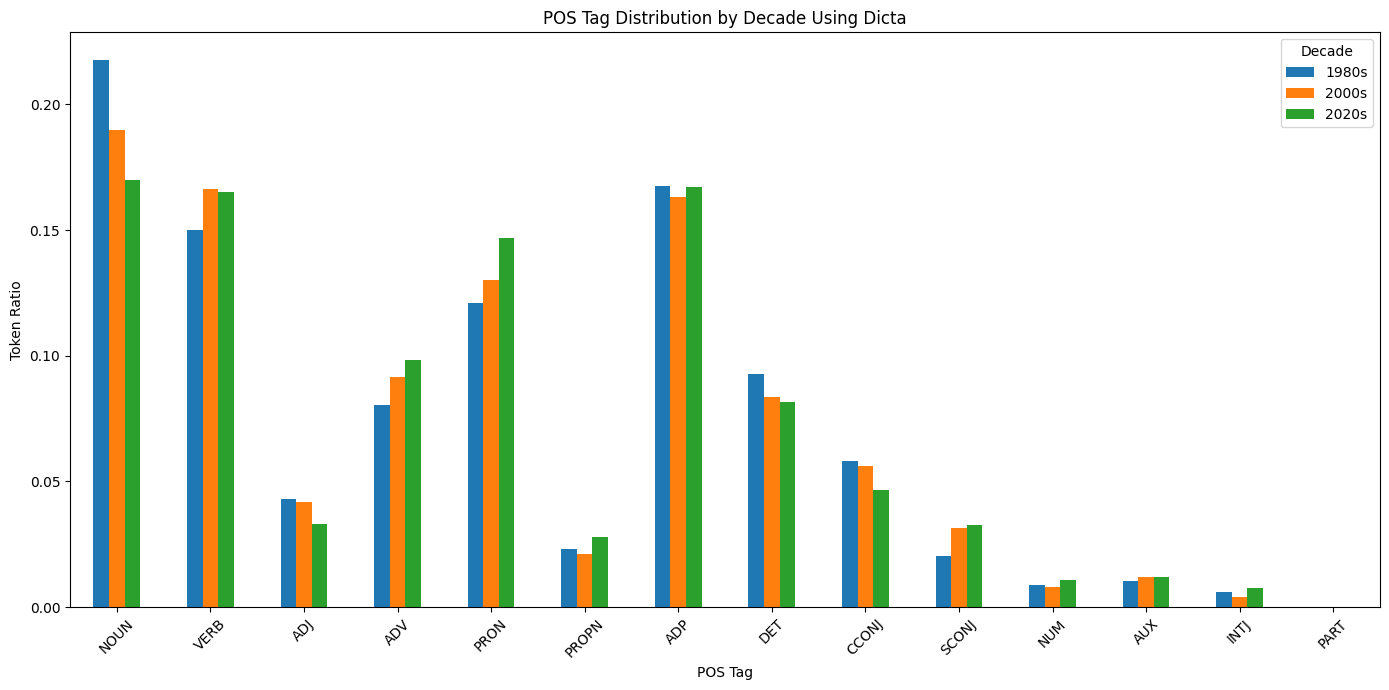 POS Tag Distribution by Decade Using Dicta
Decade
1980s
2000s
2020s
Token Ratio
0.20
0.15
0.10
0.05
0.00
NOUN
VERB
ADJ
ADV
PRON
PROPN
ADP
DET
CCONJ
SCONJ
NUM
AUX
INTJ
PART
POS Tag